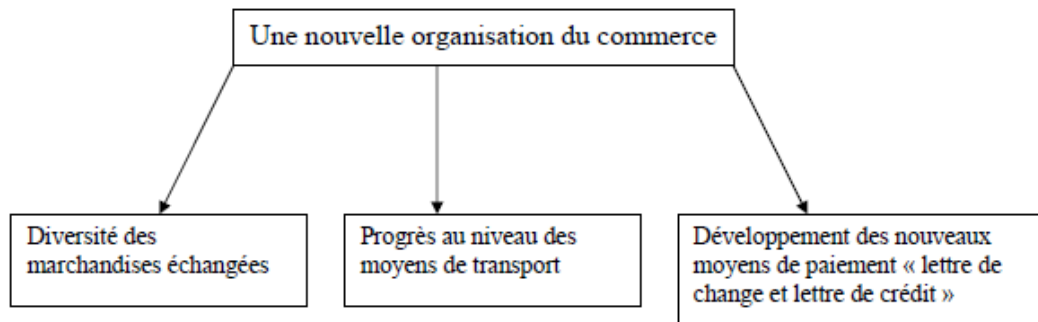 Une nouvelle organisation du commerce
Diversité des
marchandises échangées
Progrès au niveau des
moyens de transport
Développement des nouveaux
moyens de paiement « lettre de
change et lettre de crédit »